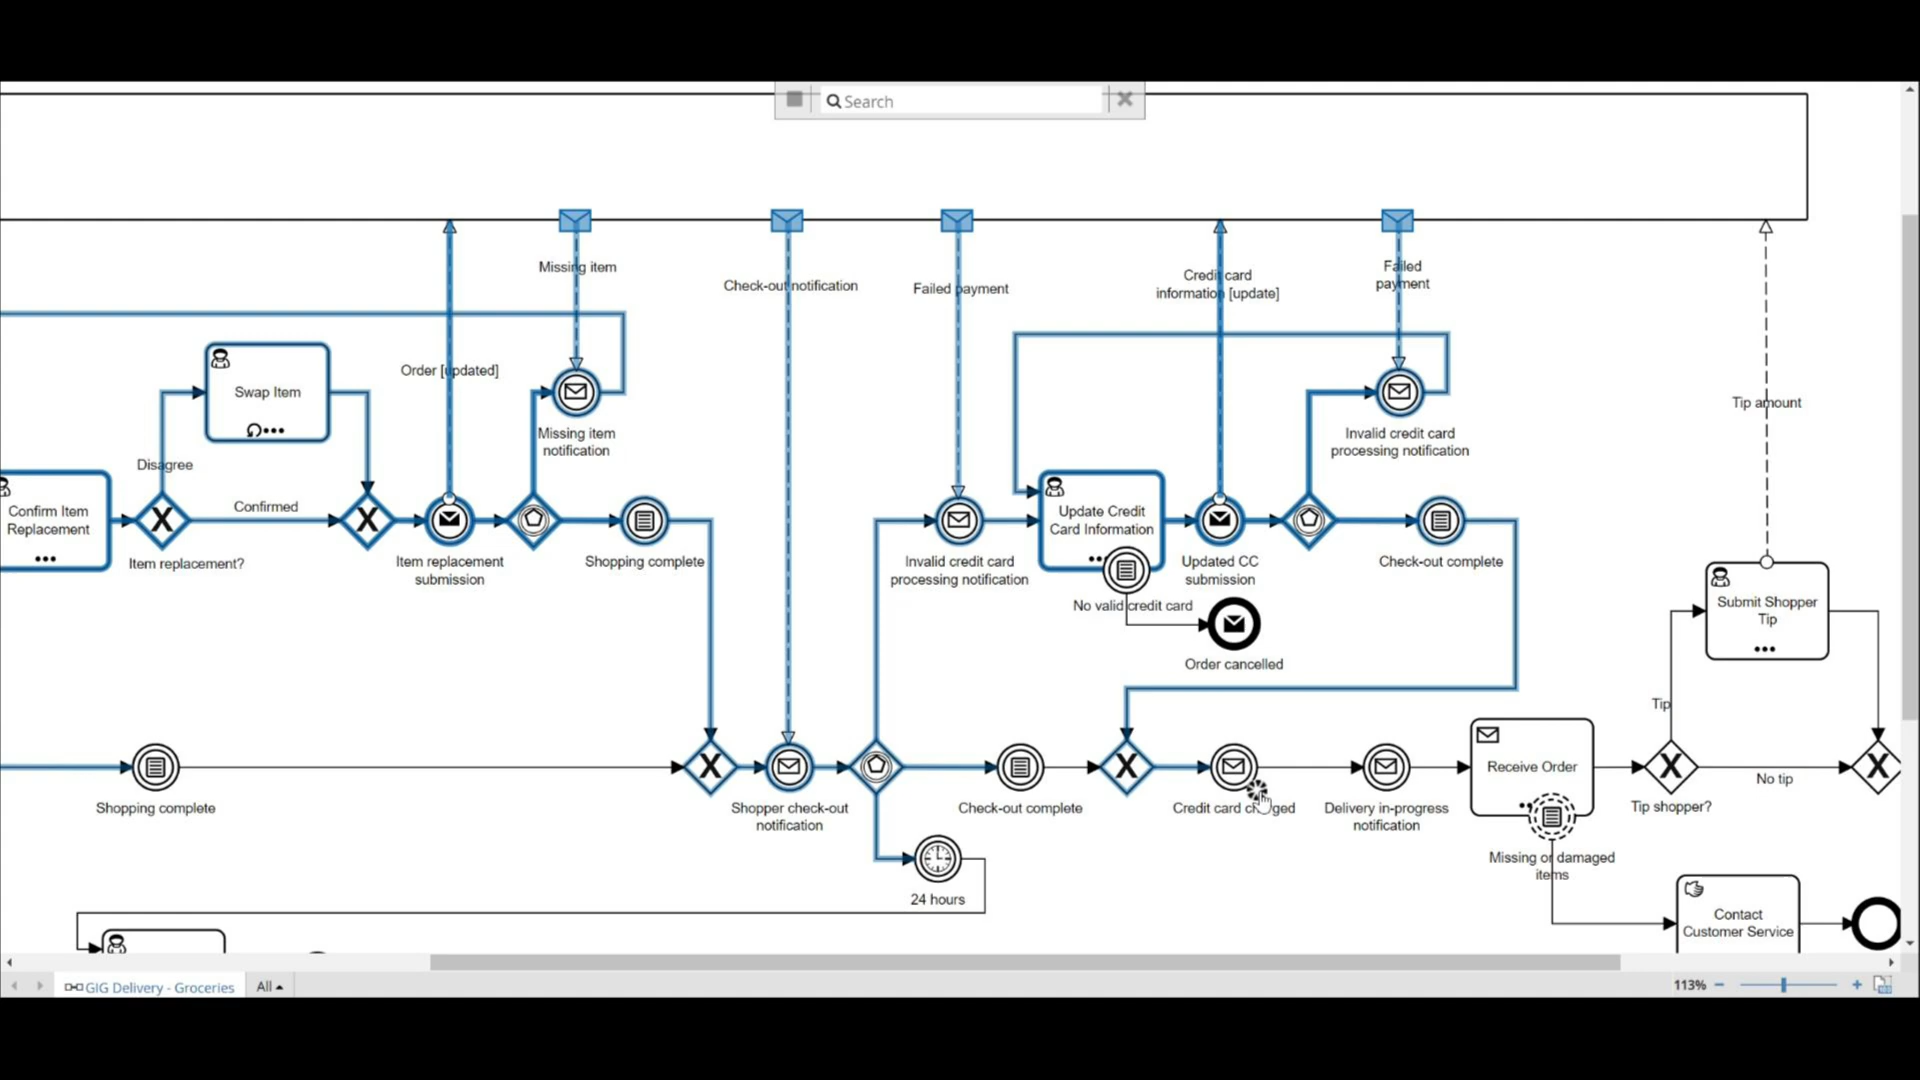 Search
Missing item
Check-out notification
Failed payment
Credit card
information [update]
Failed
payment
Order [updated]
Swap Item
Tip amount
Missing item
notification
Invalid credit card
processing notification
Disagree
Confirm Item
Replacement
X
Confirmed
X
Update Credit
Card Information
Item replacement?
Item replacement
submission
Shopping complete
Invalid credit card
processing notification
Updated CC
submission
Check-out complete
No valid credit card
Submit Shopper
Tip
Order cancelled
Tip
X
X
Receive Order
X
No tip
X
Shopping complete
Shopper check-out
notification
Check-out complete
Credit card charged
Delivery in-progress
notification
Tip shopper?
Missing or damaged
items
24 hours
Contact
Customer Service
GIG Delivery - Groceries
All
113%